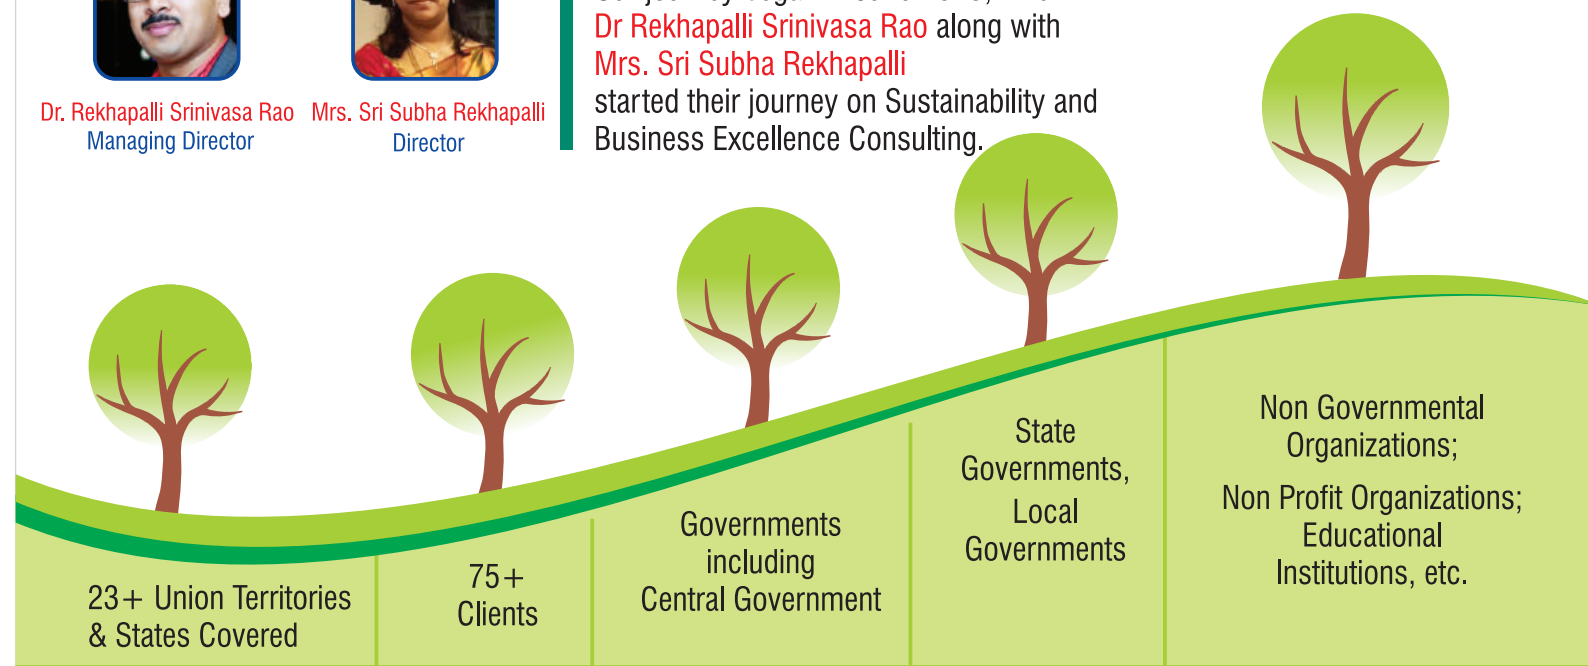 Dr Rekhapalli Srinivasa Rao along with
Mrs. Sri Subha Rekhapalli
started their journey on Sustainability and
Business Excellence Consulting.
Dr. Rekhapalli Srinivasa Rao
Managing Director
Mrs. Sri Subha Rekhapalli
Director
23+ Union Territories
& States Covered
75+
Clients
Governments
including
Central Government
State
Governments,
Local
Governments
Non Governmental
Organizations;
Non Profit Organizations;
Educational
Institutions, etc.